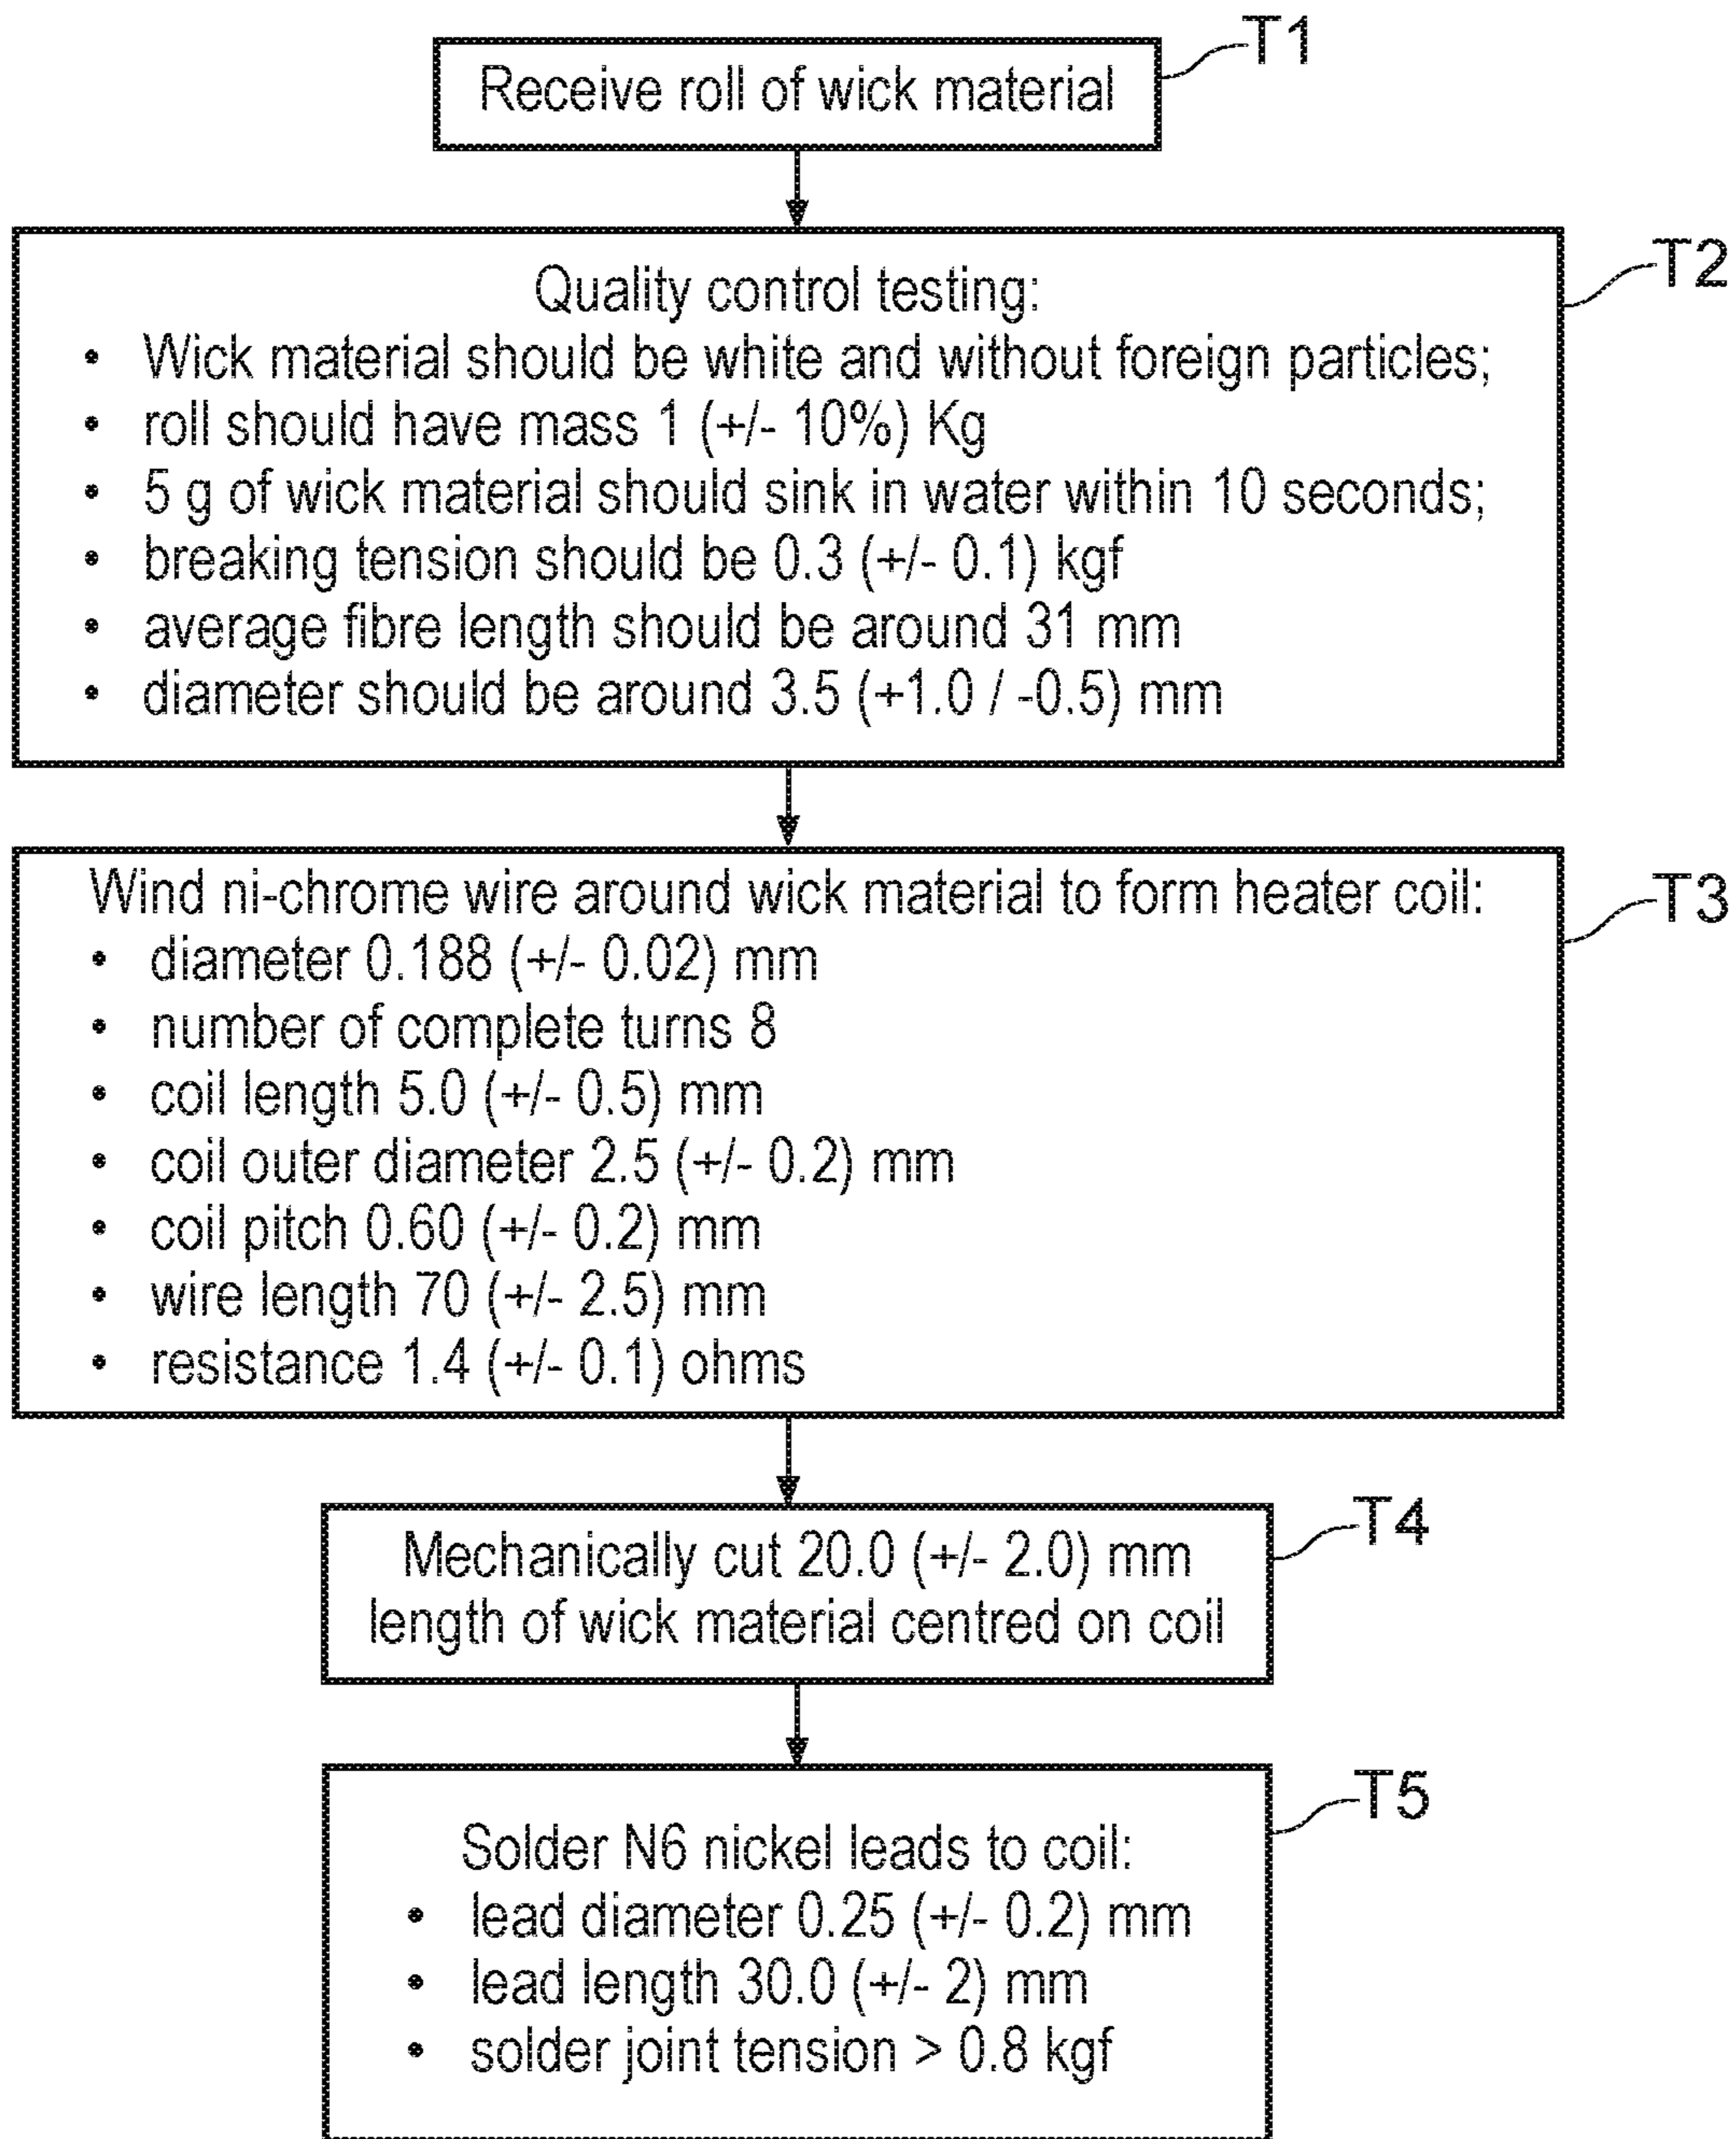 T1
Receive roll of wick material
T2
Quality control testing:
• Wick material should be white and without foreign particles;
• roll should have mass 1 (+/- 10%) Kg
• 5 g of wick material should sink in water within 10 seconds;
• breaking tension should be 0.3 (+/- 0.1) kgf
• average fibre length should be around 31 mm
• diameter should be around 3.5 (+1.0 / -0.5) mm
T3
Wind ni-chrome wire around wick material to form heater coil:
• diameter 0.188 (+/- 0.02) mm
• number of complete turns 8
• coil length 5.0 (+/- 0.5) mm
• coil outer diameter 2.5 (+/- 0.2) mm
• coil pitch 0.60 (+/- 0.2) mm
• wire length 70 (+/- 2.5) mm
• resistance 1.4 (+/- 0.1) ohms
T4
Mechanically cut 20.0 (+/- 2.0) mm
length of wick material centred on coil
T5
Solder N6 nickel leads to coil:
• lead diameter 0.25 (+/- 0.2) mm
• lead length 30.0 (+/- 2) mm
• solder joint tension > 0.8 kgf